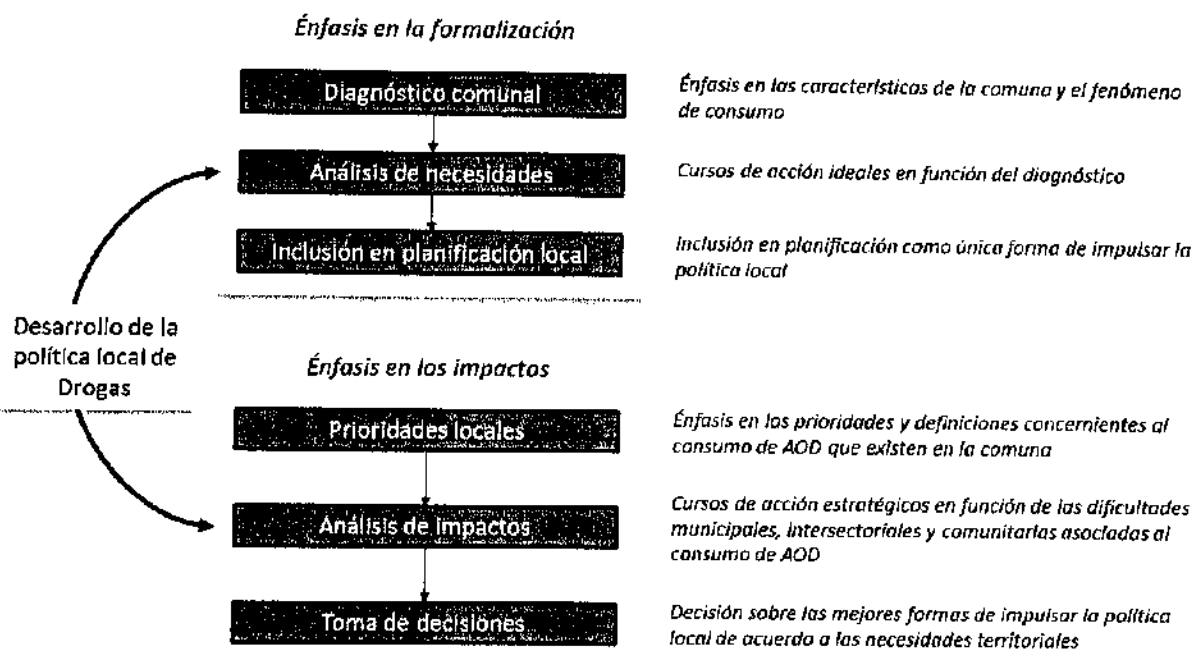 Énfasis en la formalización
Diagnóstico comunal
Énfasis en las características de la comuna y el fenómeno
de consumo
Análisis de necesidades
Cursos de acción ideales en función del diagnóstico
Inclusión en planificación local
Inclusión en planificación como única forma de impulsar la
política local
Desarrollo de la
política local de
Drogas
Énfasis en los impactos
Prioridades locales
Énfasis en las prioridades y definiciones concernientes al
consumo de AOD que existen en la comuna
Análisis de impactos
Cursos de acción estratégicos en función de las dificultades
municipales, intersectoriales y comunitarias asociadas al
consumo de AOD
Toma de decisiones
Decisión sobre las mejores formas de impulsar la política
local de acuerdo a las necesidades territoriales